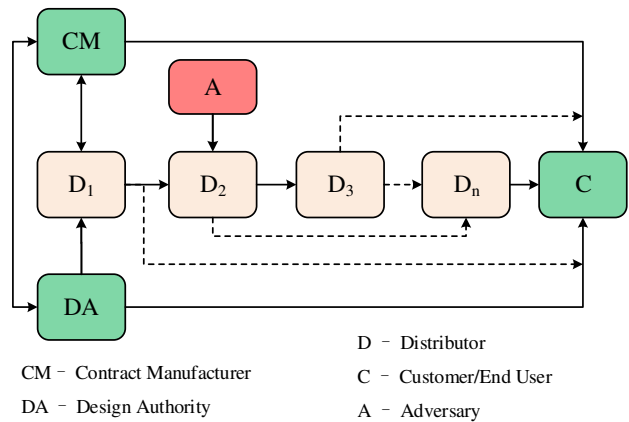 CM
A
D₁
D₂
D₃
Dₙ
C
DA
CM – Contract Manufacturer
DA – Design Authority
D – Distributor
C – Customer/End User
A – Adversary